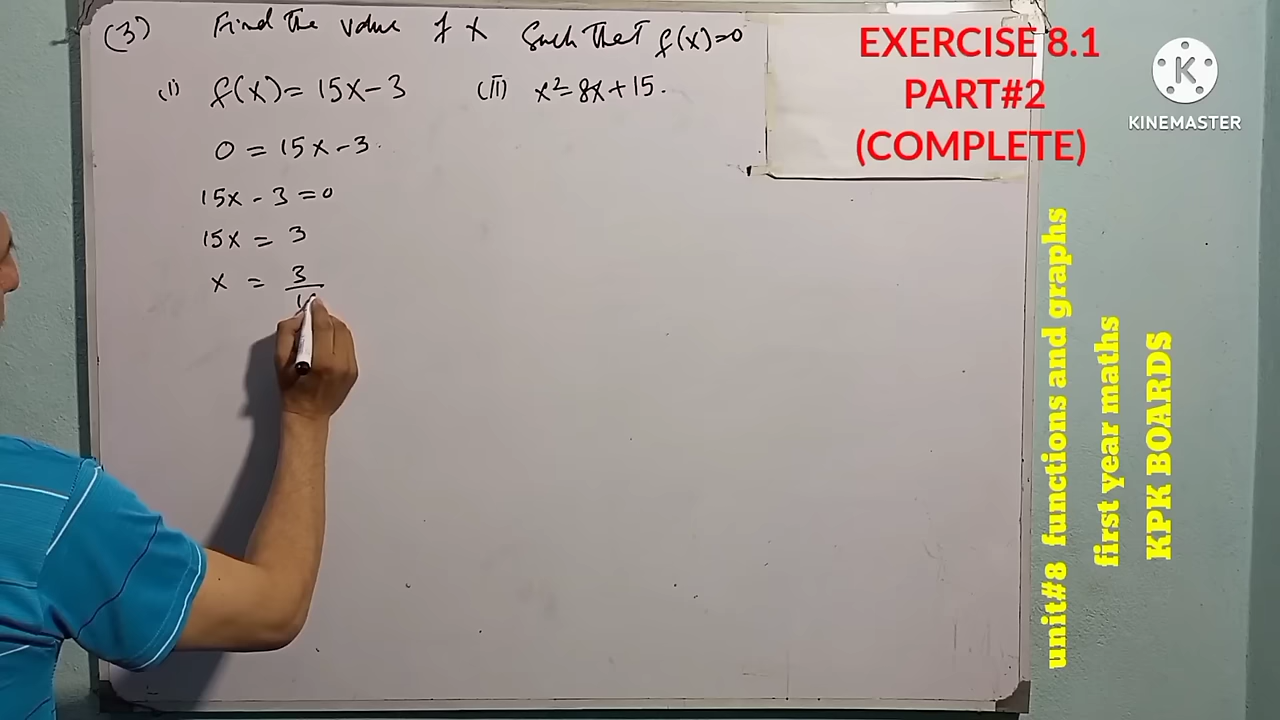 (3) Find the value of x Such That f(x)=0
(i) f(x)= 15x-3 (ii) x²=8x+15.
0 = 15x-3.
15x - 3 = 0
15x = 3
x = 3/1
EXERCISE 8.1
PART#2
(COMPLETE)
K
KINEMASTER
unit#8 functions and graphs
first year maths
KPK BOARDS